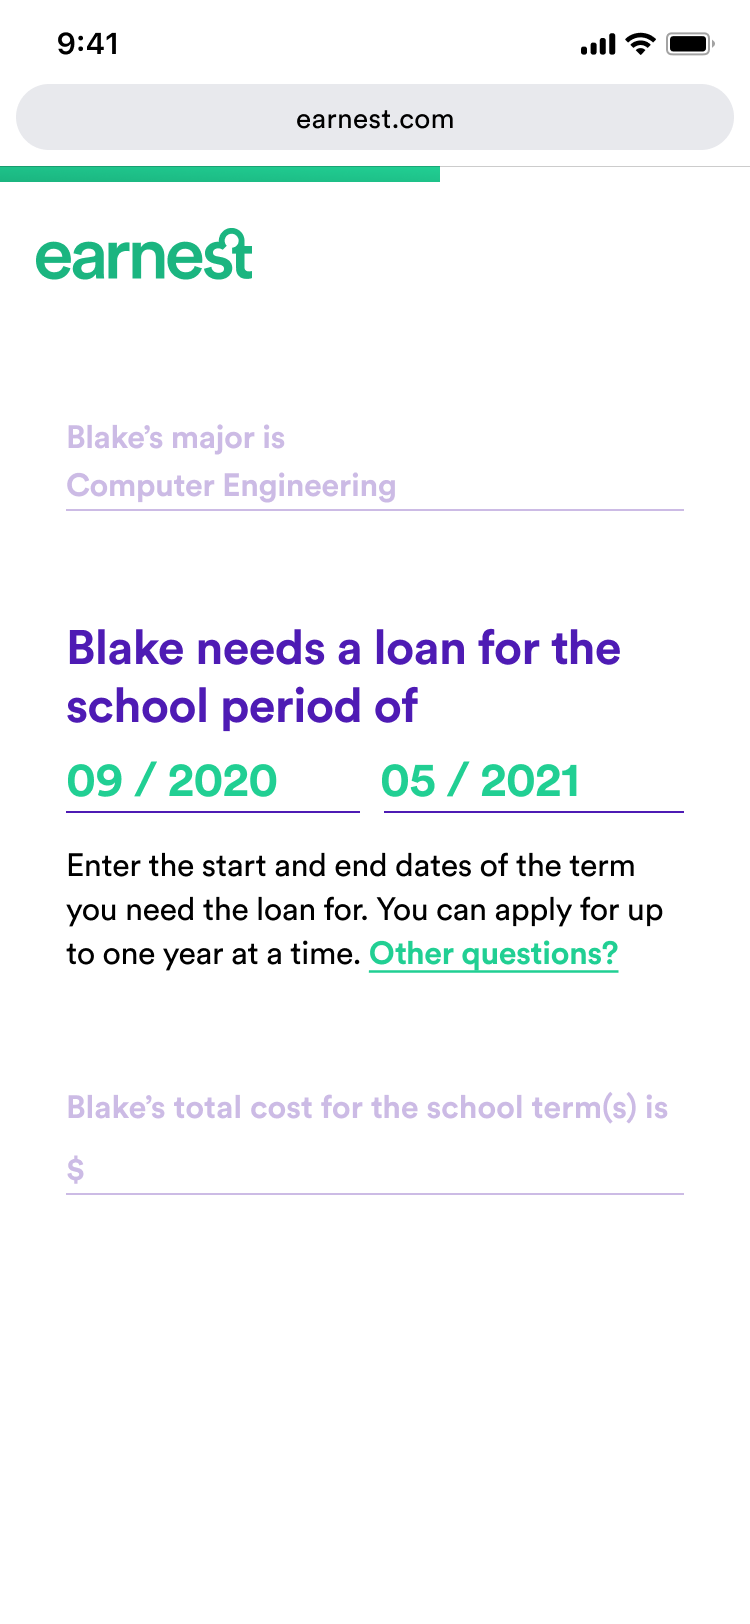 9:41
earnest.com
earnest
Blake’s major is
Computer Engineering
Blake needs a loan for the
school period of
09 / 2020 05 / 2021
Enter the start and end dates of the term
you need the loan for. You can apply for up
to one year at a time. Other questions?
Blake’s total cost for the school term(s) is
$